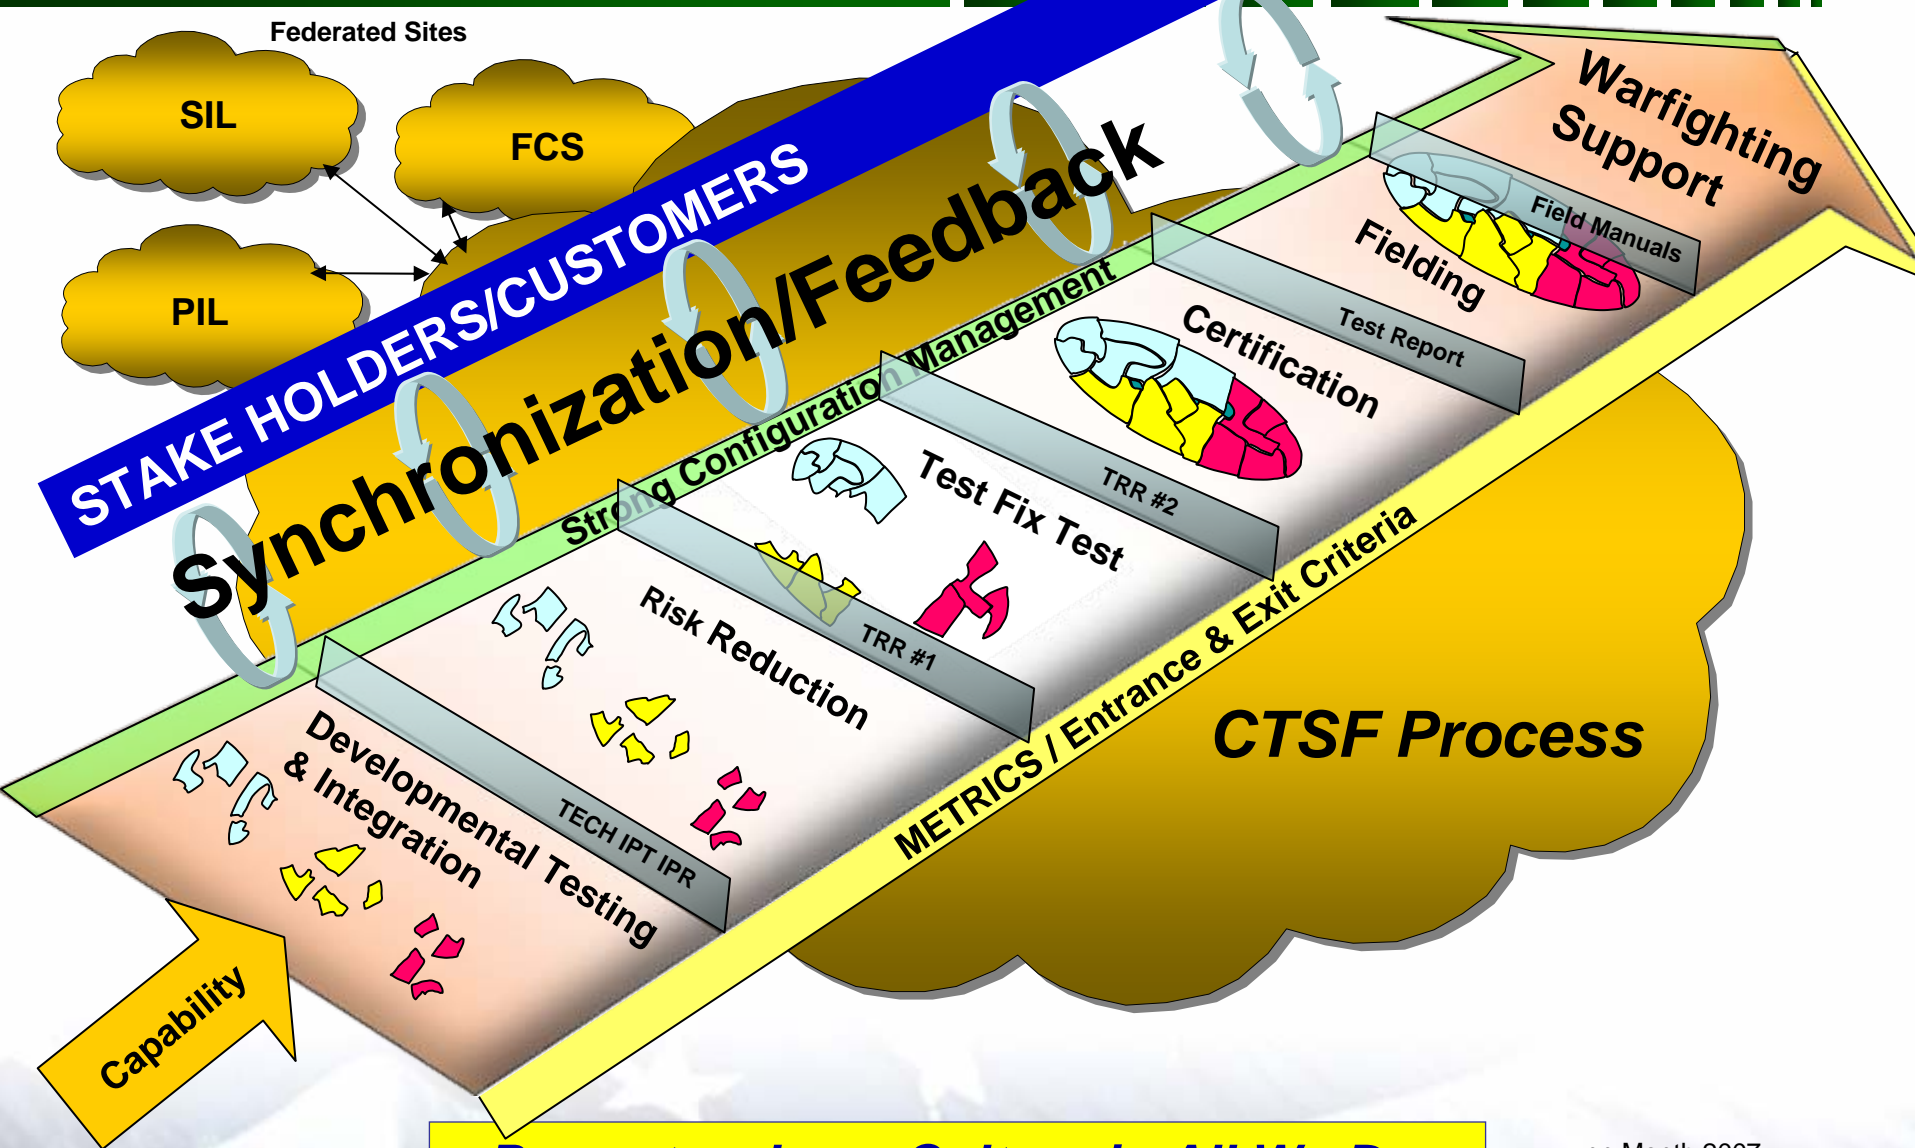 Federated Sites
SIL
FCS
PIL
STAKE HOLDERS/CUSTOMERS
Synchronization/Feedback
Strong Configuration Management
Warfighting
Support
Field Manuals
Fielding
Test Report
Certification
TRR #2
Test Fix Test
TRR #1
Risk Reduction
TECH IPT IPR
Developmental Testing
& Integration
METRICS / Entrance & Exit Criteria
CTSF Process
Capability